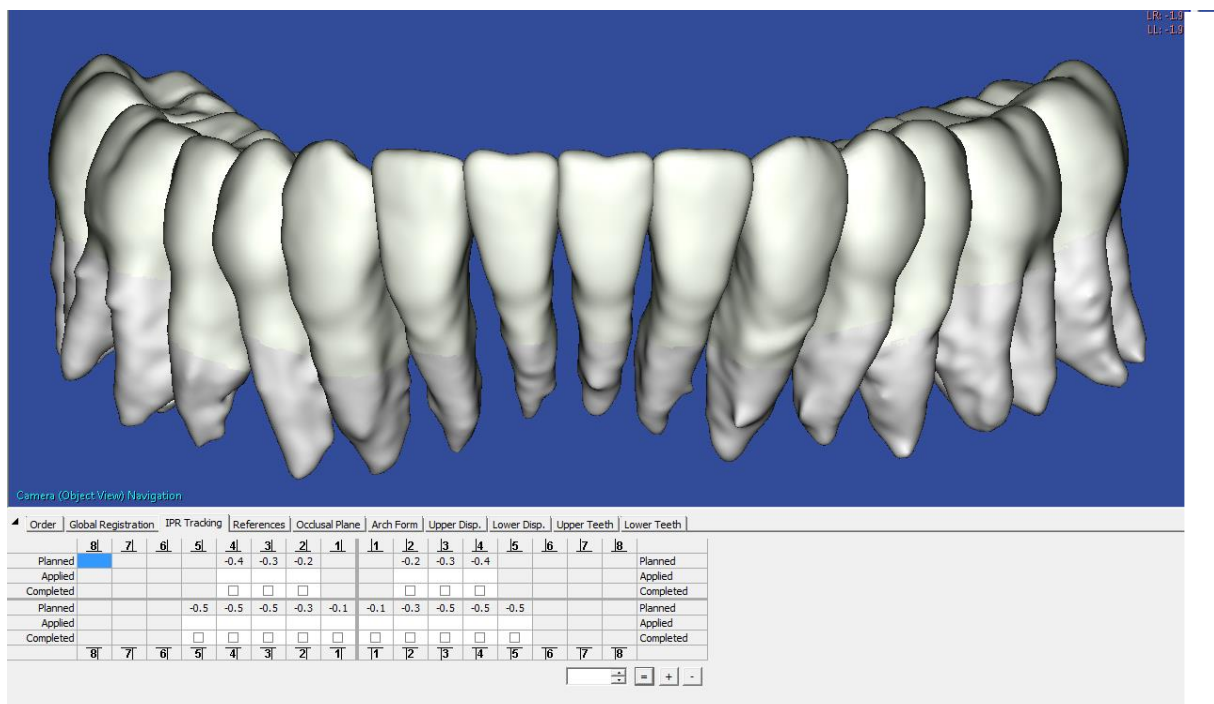 LR: -1.9
LL: -1.9
Camera (Object View) Navigation
Order Global Registration IPR Tracking References Occlusal Plane Arch Form Upper Disp. Lower Disp. Upper Teeth Lower Teeth
8 7 6 5 4 3 2 1 1 2 3 4 5 6 7 8
Planned -0.4 -0.3 -0.2 -0.2 -0.3 -0.4 Planned
Applied Applied
Completed Completed
Planned -0.5 -0.5 -0.5 -0.3 -0.1 -0.1 -0.3 -0.5 -0.5 -0.5 Planned
Applied Applied
Completed Completed
8 7 6 5 4 3 2 1 1 2 3 4 5 6 7 8
= + -